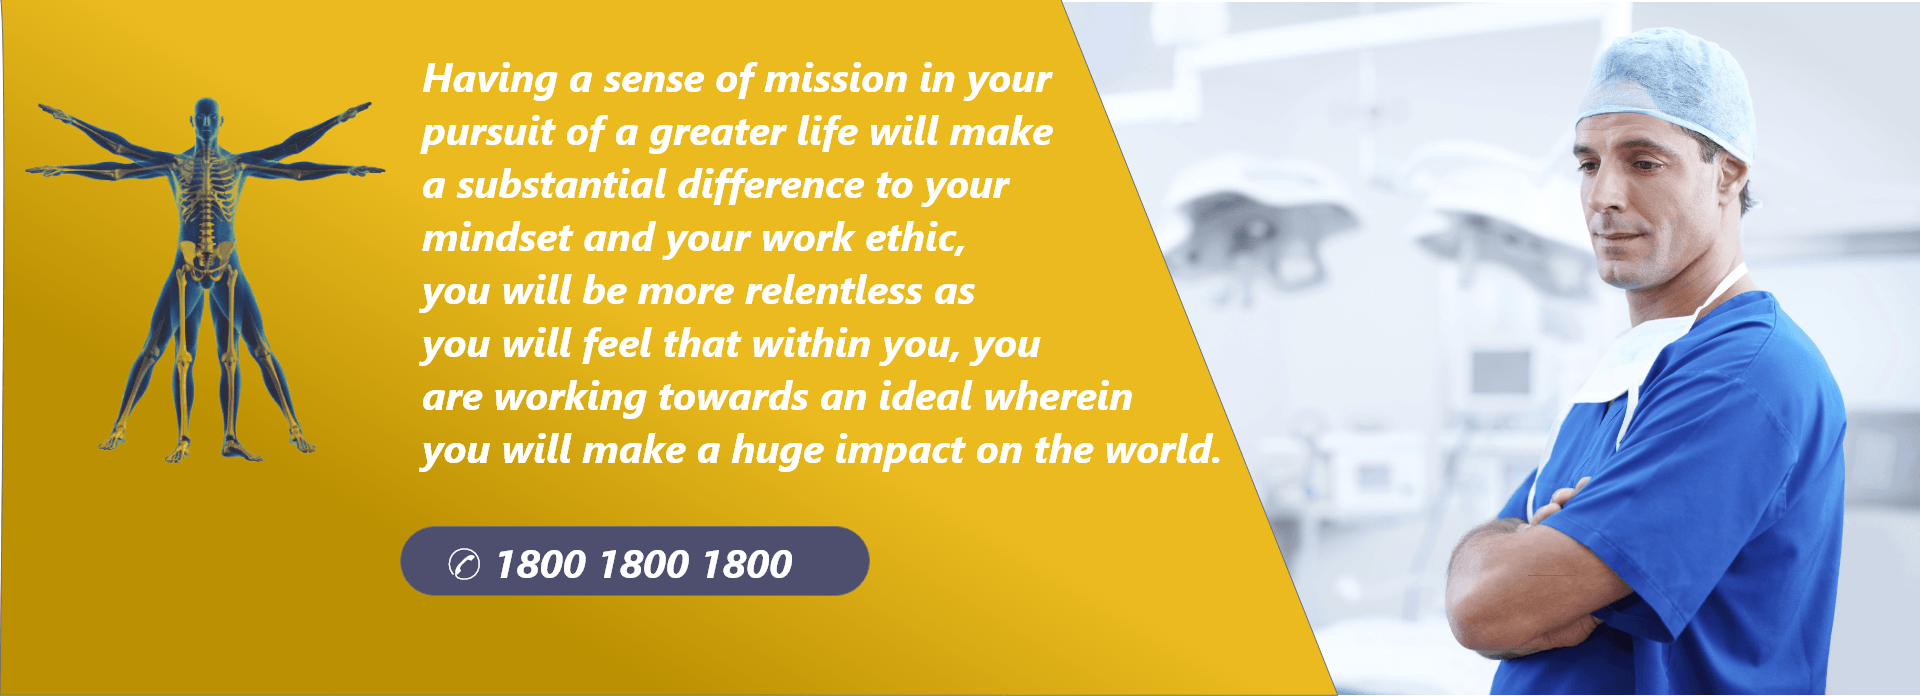 Having a sense of mission in your
pursuit of a greater life will make
a substantial difference to your
mindset and your work ethic,
you will be more relentless as
you will feel that within you, you
are working towards an ideal wherein
you will make a huge impact on the world.
✆ 1800 1800 1800